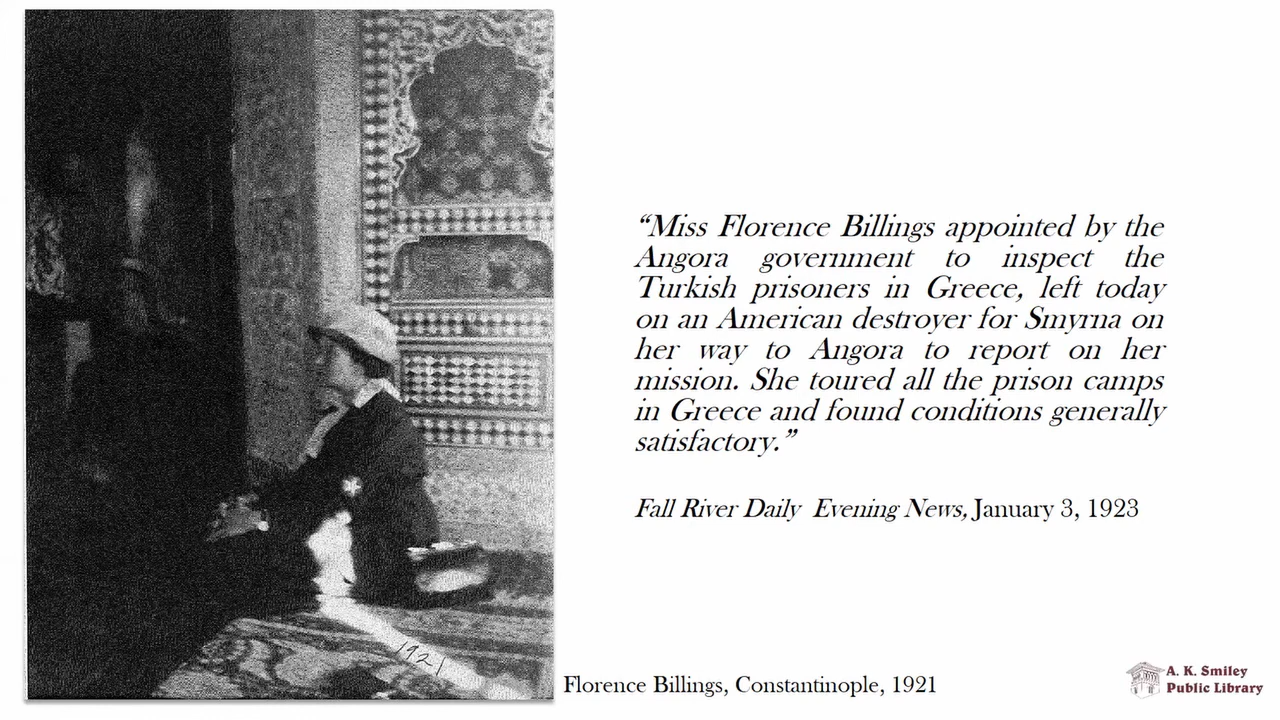 “Miss Florence Billings appointed by the
Angora government to inspect the
Turkish prisoners in Greece, left today
on an American destroyer for Smyrna on
her way to Angora to report on her
mission. She toured all the prison camps
in Greece and found conditions generally
satisfactory.”
Fall River Daily Evening News, January 3, 1923
1921
Florence Billings, Constantinople, 1921
A. K. Smiley
Public Library